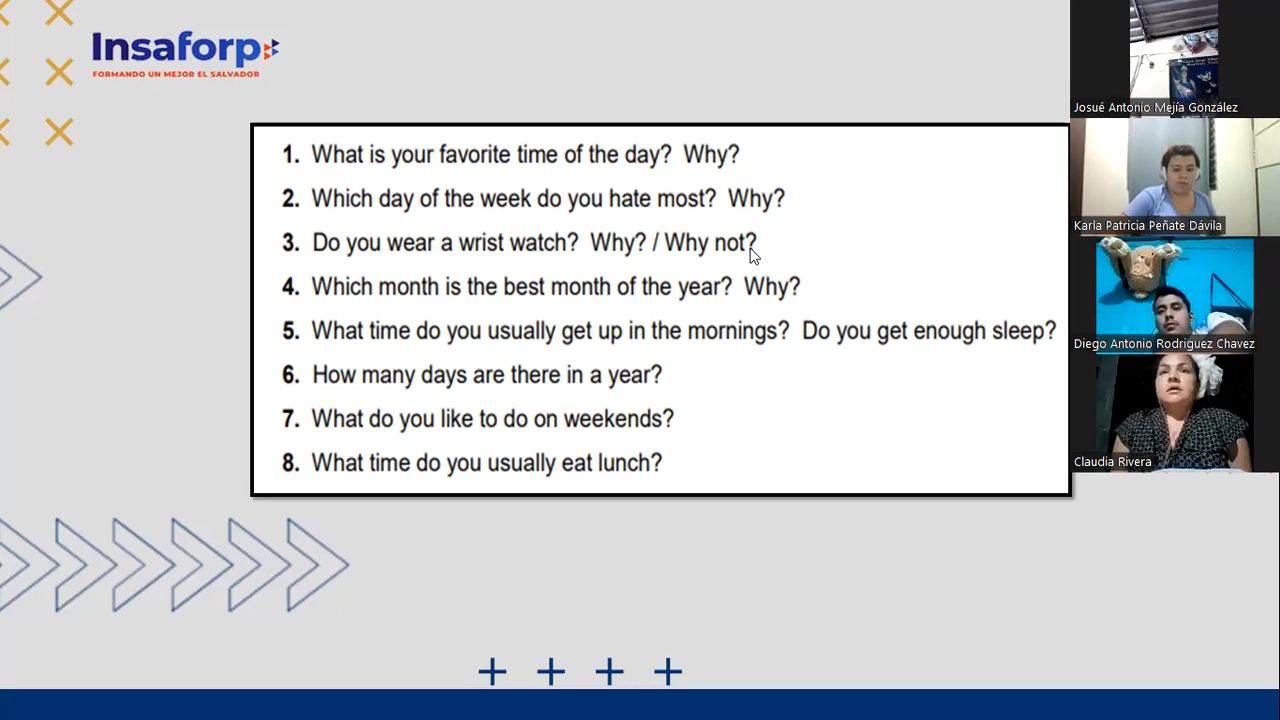 Insaforp
FORMANDO UN MEJOR EL SALVADOR
1. What is your favorite time of the day? Why?
2. Which day of the week do you hate most? Why?
3. Do you wear a wrist watch? Why? / Why not?
4. Which month is the best month of the year? Why?
5. What time do you usually get up in the mornings? Do you get enough sleep?
6. How many days are there in a year?
7. What do you like to do on weekends?
8. What time do you usually eat lunch?
Josué Antonio Mejía González
Karla Patricia Peñate Dávila
Diego Antonio Rodriguez Chavez
Claudia Rivera